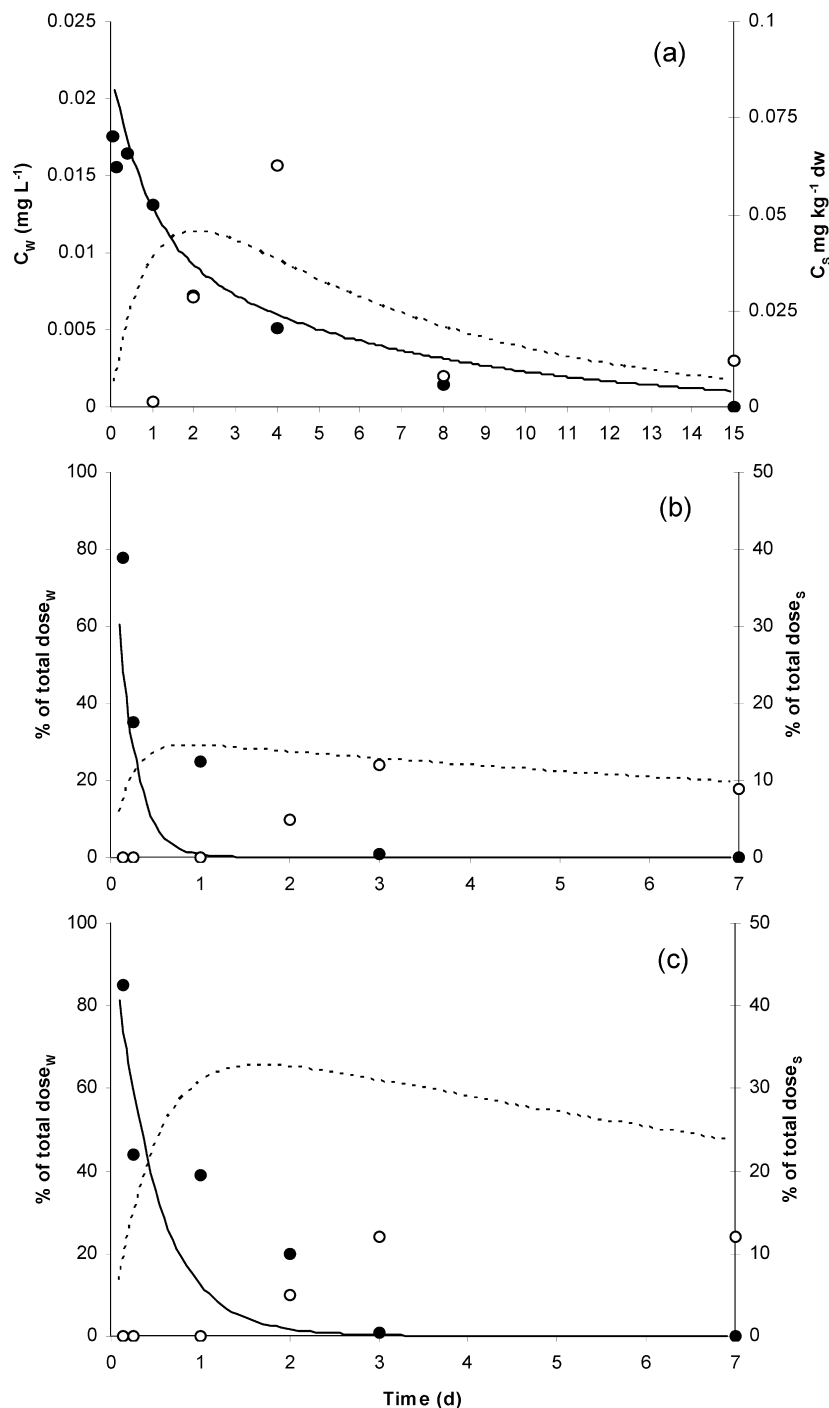 (a)
0.025
0.02
0.015
0.01
0.005
0
C_W (mg L⁻¹)
0.1
0.075
0.05
0.025
0
C_s mg kg⁻¹ dw
0 1 2 3 4 5 6 7 8 9 10 11 12 13 14 15
(b)
100
80
60
40
20
0
% of total dose_W
50
40
30
20
10
0
% of total dose_S
0 1 2 3 4 5 6 7
(c)
100
80
60
40
20
0
% of total dose_W
50
40
30
20
10
0
% of total dose_S
0 1 2 3 4 5 6 7
Time (d)